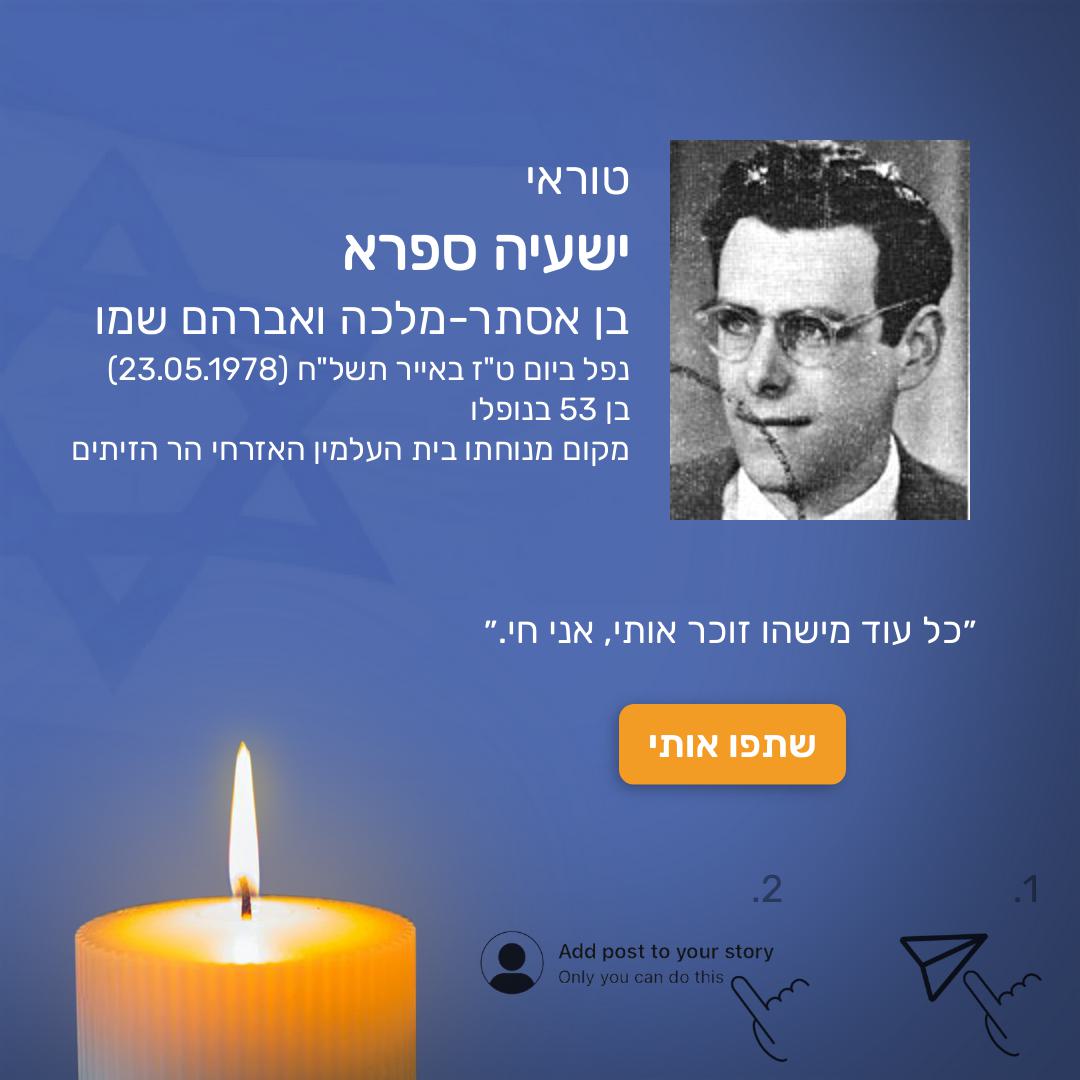 טוראי
ישעיה ספרא
בן אסתר-מלכה ואברהם שמו
נפל ביום ט"ז באייר תשל"ח (23.05.1978)
בן 53 בנופלו
מקום מנוחתו בית העלמין האזרחי הר הזיתים
״כל עוד מישהו זוכר אותי, אני חי.״
שתפו אותי
1.
2.
Add post to your story
Only you can do this